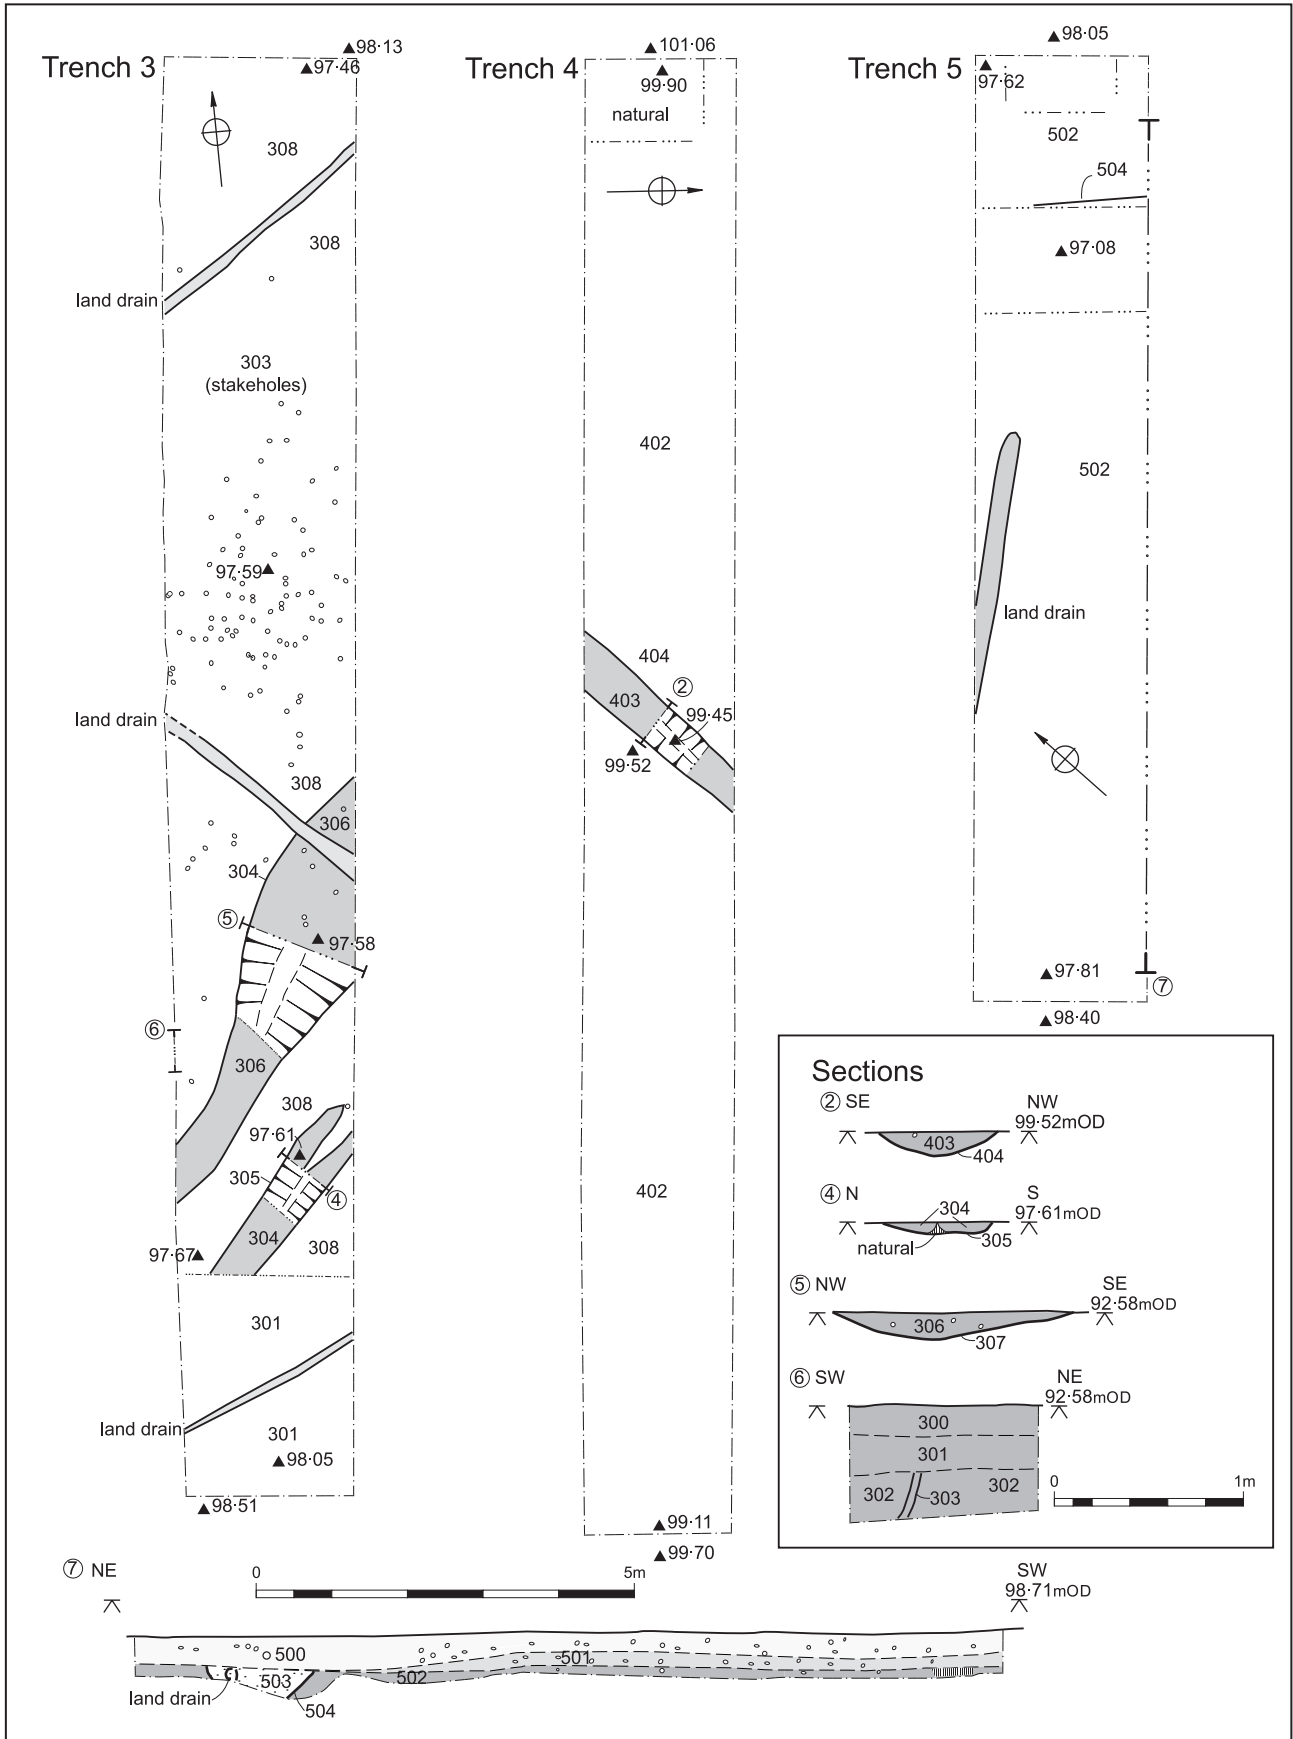 Trench 3
98·13
97·46
308
308
land drain
303
(stakeholes)
97·59
land drain
308
306
304
5
97·58
6
306
308
97·61
305
4
304
97·67
308
301
land drain
301
98·05
98·51
Trench 4
101·06
99·90
natural
402
404
403
2
99·45
99·52
402
99·11
99·70
Trench 5
98·05
97·62
502
504
97·08
502
land drain
97·81
7
98·40
Sections
2 SE NW
99·52mOD
403
404
4 N S
97·61mOD
304
natural
305
5 NW SE
92·58mOD
306
307
6 SW NE
92·58mOD
300
301
302 303 302
0 1m
7 NE SW
98·71mOD
0 5m
500
501
502
503
land drain
504